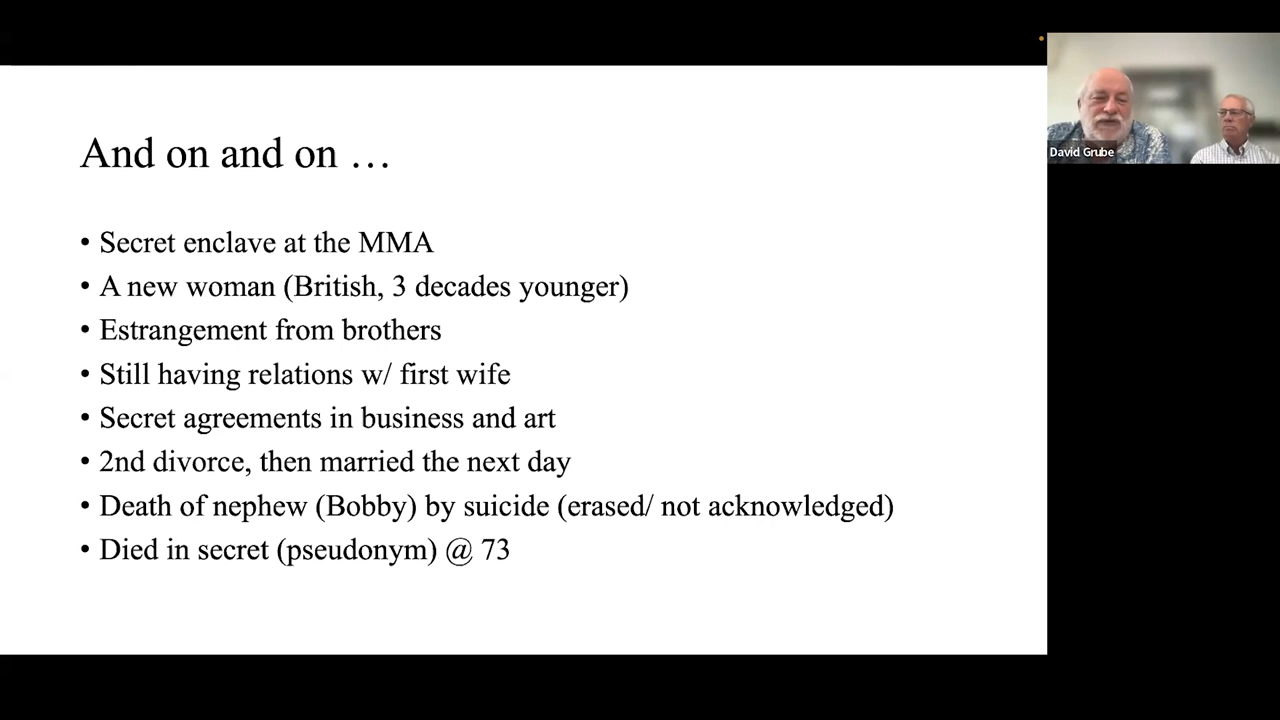 And on and on …
• Secret enclave at the MMA
• A new woman (British, 3 decades younger)
• Estrangement from brothers
• Still having relations w/ first wife
• Secret agreements in business and art
• 2nd divorce, then married the next day
• Death of nephew (Bobby) by suicide (erased/ not acknowledged)
• Died in secret (pseudonym) @ 73
David Grube